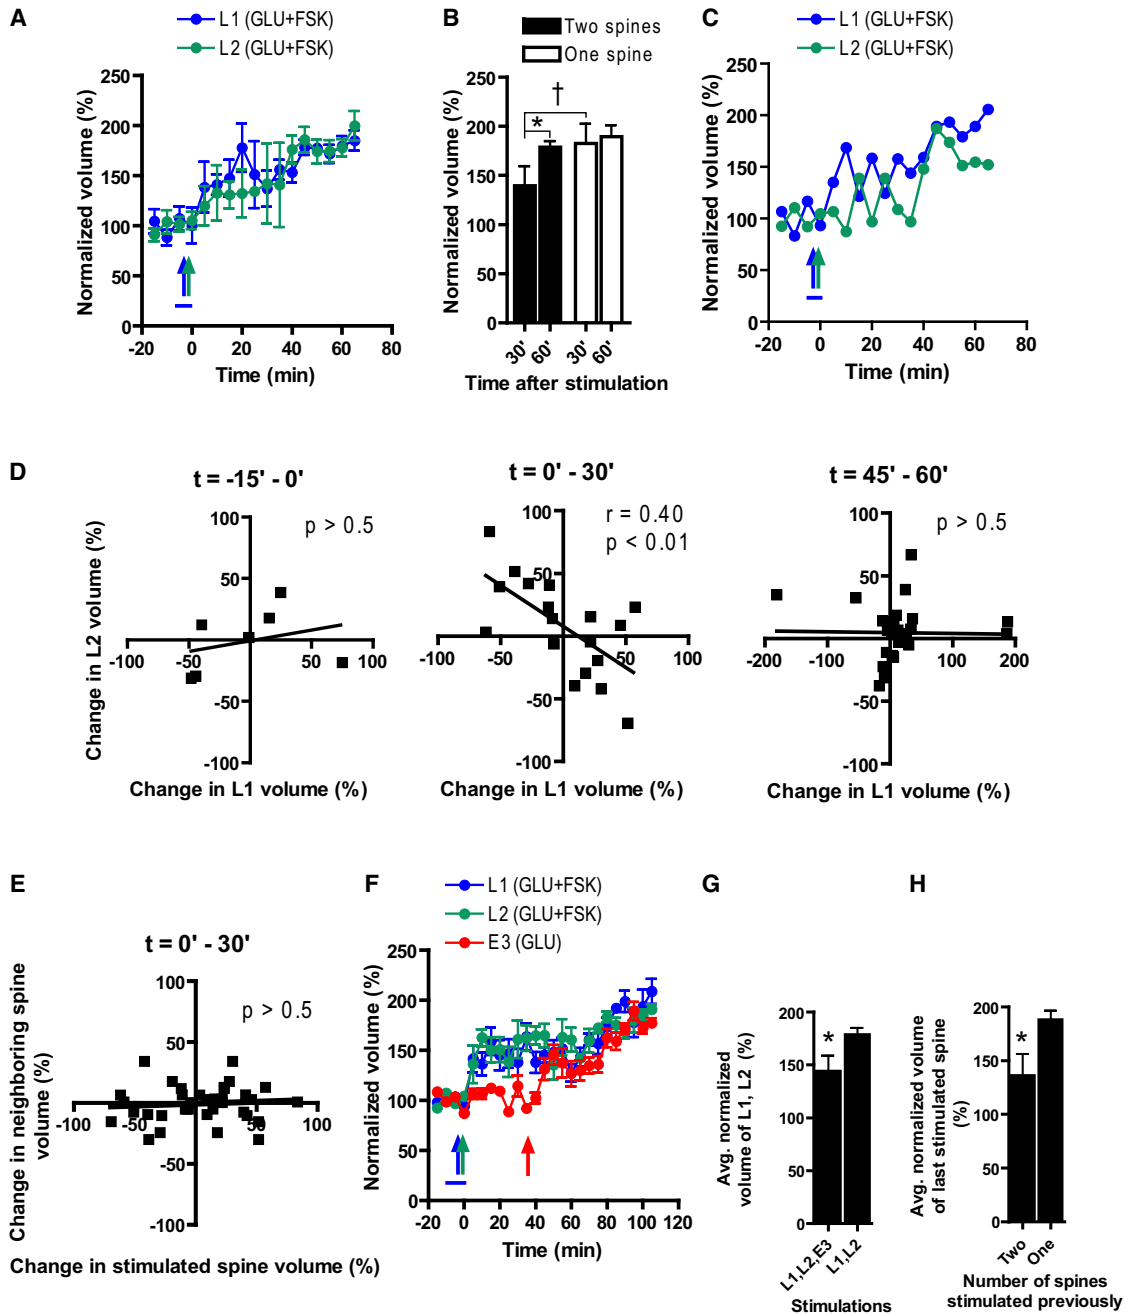 A
L1 (GLU+FSK)
L2 (GLU+FSK)
Normalized volume (%)
250
200
150
100
50
0
-20 0 20 40 60 80
Time (min)
B
Two spines
One spine
Normalized volume (%)
250
200
150
100
50
0
†
*
30' 60' 30' 60'
Time after stimulation
C
L1 (GLU+FSK)
L2 (GLU+FSK)
Normalized volume (%)
250
200
150
100
50
0
-20 0 20 40 60 80
Time (min)
D
t = -15' - 0'
p > 0.5
Change in L2 volume (%)
100
50
-50
-100
-100 -50 50 100
Change in L1 volume (%)
t = 0' - 30'
r = 0.40
p < 0.01
100
50
-50
-100
-100 -50 50 100
Change in L1 volume (%)
t = 45' - 60'
p > 0.5
100
50
-50
-100
-200 -100 100 200
Change in L1 volume (%)
E
t = 0' - 30'
p > 0.5
Change in neighboring spine
volume (%)
100
50
-50
-100
-100 -50 50 100
Change in stimulated spine volume (%)
F
L1 (GLU+FSK)
L2 (GLU+FSK)
E3 (GLU)
Normalized volume (%)
250
200
150
100
50
0
-20 0 20 40 60 80 100 120
Time (min)
G
Avg. normalized
volume of L1, L2 (%)
200
150
100
50
0
*
L1,L2,E3
L1,L2
Stimulations
H
Avg. normalized volume
of last stimulated spine
(%)
200
150
100
50
0
*
Two
One
Number of spines
stimulated previously